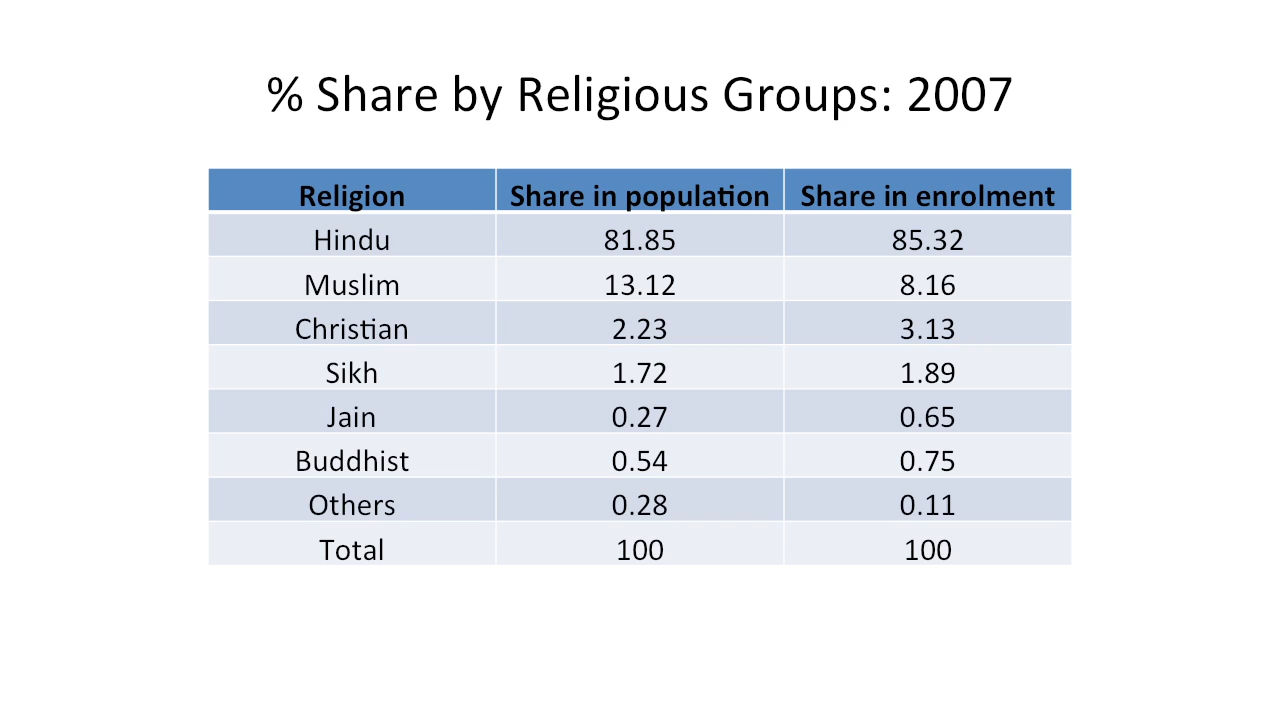 % Share by Religious Groups: 2007
Religion Share in population Share in enrolment
Hindu 81.85 85.32
Muslim 13.12 8.16
Christian 2.23 3.13
Sikh 1.72 1.89
Jain 0.27 0.65
Buddhist 0.54 0.75
Others 0.28 0.11
Total 100 100